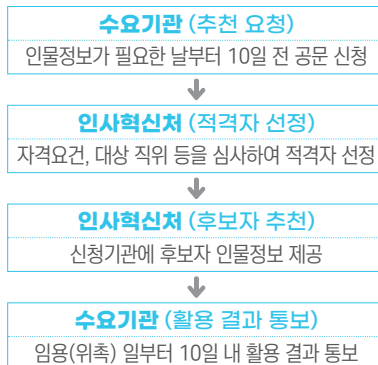 수요기관 (추천 요청)
인물정보가 필요한 날부터 10일 전 공문 신청
인사혁신처 (적격자 선정)
자격요건, 대상 직위 등을 심사하여 적격자 선정
인사혁신처 (후보자 추천)
신청기관에 후보자 인물정보 제공
수요기관 (활용 결과 통보)
임용(위촉) 일부터 10일 내 활용 결과 통보